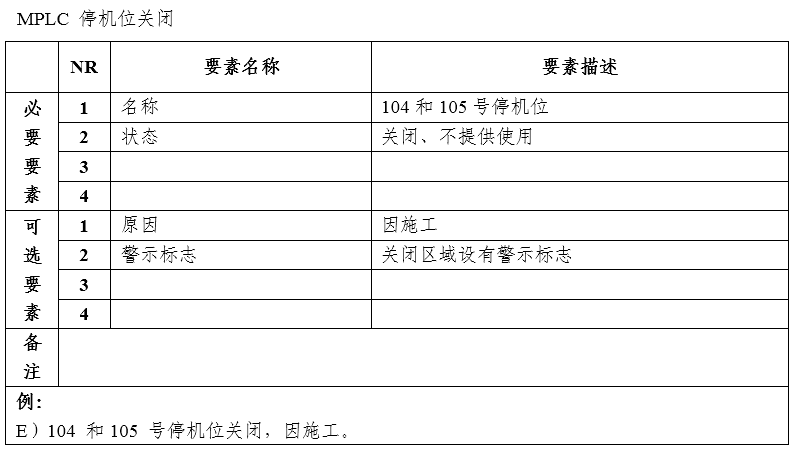 MPLC 停机位关闭
NR 要素名称 要素描述
必要要素
1 名称 104 和 105 号停机位
2 状态 关闭、不提供使用
3
4
可选要素
1 原因 因施工
2 警示标志 关闭区域设有警示标志
3
4
备注
例：
E）104 和 105 号停机位关闭，因施工。